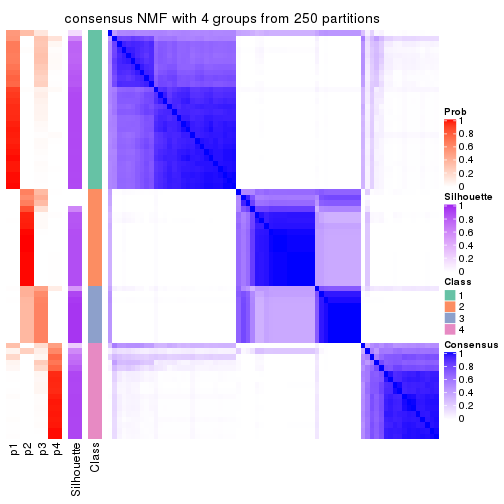 consensus NMF with 4 groups from 250 partitions
Prob
1
0.8
0.6
0.4
0.2
0
Silhouette
1
0.8
0.6
0.4
0.2
0
Class
1
2
3
4
Consensus
1
0.8
0.6
0.4
0.2
0
p1
p2
p3
p4
Silhouette
Class